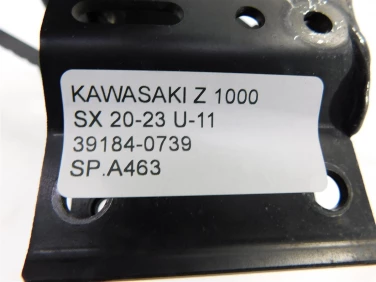 KAWASAKI Z 1000
SX 20-23 U-11
39184-0739
SP.A463